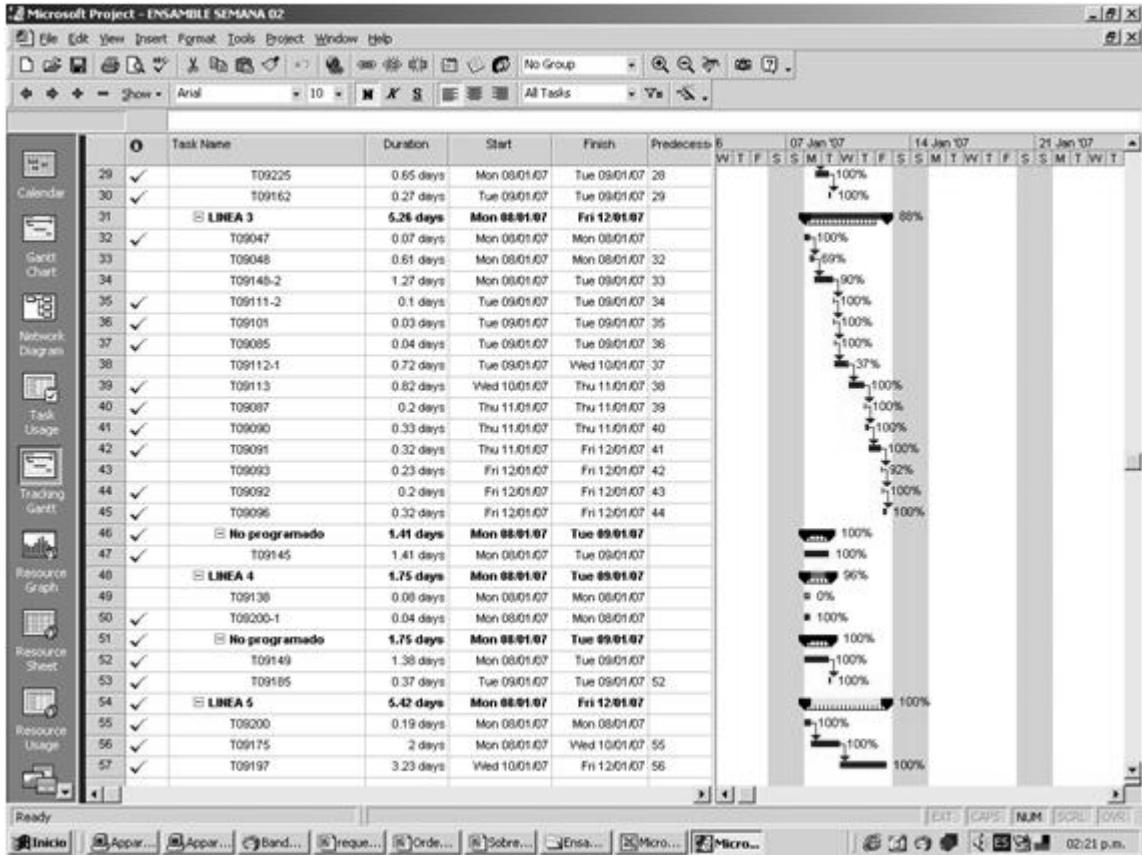 Microsoft Project - ENSAMBLE SEMANA 02
File Edit View Insert Format Tools Project Window Help
No Group
Show Arial 10 N K S All Tasks
Task Name Duration Start Finish Predecess 6 07 Jan '07 14 Jan '07 21 Jan '07
W T F S S M T W T F S S M T W T F S S M T W T
29 T09225 0.65 days Mon 08/01/07 Tue 09/01/07 28 100%
30 T09162 0.27 days Tue 09/01/07 Tue 09/01/07 29 100%
31 LINEA 3 5.26 days Mon 08/01/07 Fri 12/01/07 88%
32 T09047 0.07 days Mon 08/01/07 Mon 08/01/07 100%
33 T09048 0.61 days Mon 08/01/07 Mon 08/01/07 32 69%
34 T09148-2 1.27 days Mon 08/01/07 Tue 09/01/07 33 90%
35 T09111-2 0.1 days Tue 09/01/07 Tue 09/01/07 34 100%
36 T09101 0.03 days Tue 09/01/07 Tue 09/01/07 35 100%
37 T09085 0.04 days Tue 09/01/07 Tue 09/01/07 36 100%
38 T09112-1 0.72 days Tue 09/01/07 Wed 10/01/07 37 37%
39 T09113 0.82 days Wed 10/01/07 Thu 11/01/07 38 100%
40 T09087 0.2 days Thu 11/01/07 Thu 11/01/07 39 100%
41 T09090 0.33 days Thu 11/01/07 Thu 11/01/07 40 100%
42 T09091 0.32 days Thu 11/01/07 Fri 12/01/07 41 100%
43 T09093 0.23 days Fri 12/01/07 Fri 12/01/07 42 92%
44 T09092 0.2 days Fri 12/01/07 Fri 12/01/07 43 100%
45 T09096 0.32 days Fri 12/01/07 Fri 12/01/07 44 100%
46 No programado 1.41 days Mon 08/01/07 Tue 09/01/07 100%
47 T09145 1.41 days Mon 08/01/07 Tue 09/01/07 100%
48 LINEA 4 1.75 days Mon 08/01/07 Tue 09/01/07 96%
49 T09138 0.08 days Mon 08/01/07 Mon 08/01/07 0%
50 T09200-1 0.04 days Mon 08/01/07 Mon 08/01/07 100%
51 No programado 1.75 days Mon 08/01/07 Tue 09/01/07 100%
52 T09149 1.38 days Mon 08/01/07 Tue 09/01/07 100%
53 T09185 0.37 days Tue 09/01/07 Tue 09/01/07 52 100%
54 LINEA 5 5.42 days Mon 08/01/07 Fri 12/01/07 100%
55 T09200 0.19 days Mon 08/01/07 Mon 08/01/07 100%
56 T09175 2 days Mon 08/01/07 Wed 10/01/07 55 100%
57 T09197 3.23 days Wed 10/01/07 Fri 12/01/07 56 100%
Calendar
Gantt Chart
Network Diagram
Task Usage
Tracking Gantt
Resource Graph
Resource Sheet
Resource Usage
Ready EXT CAPS NUM SCRL OVR
Inicio Appar... Appar... Band... reque... Orde... Sobre... Ensa... Micro... Micro... ES 02:21 p.m.